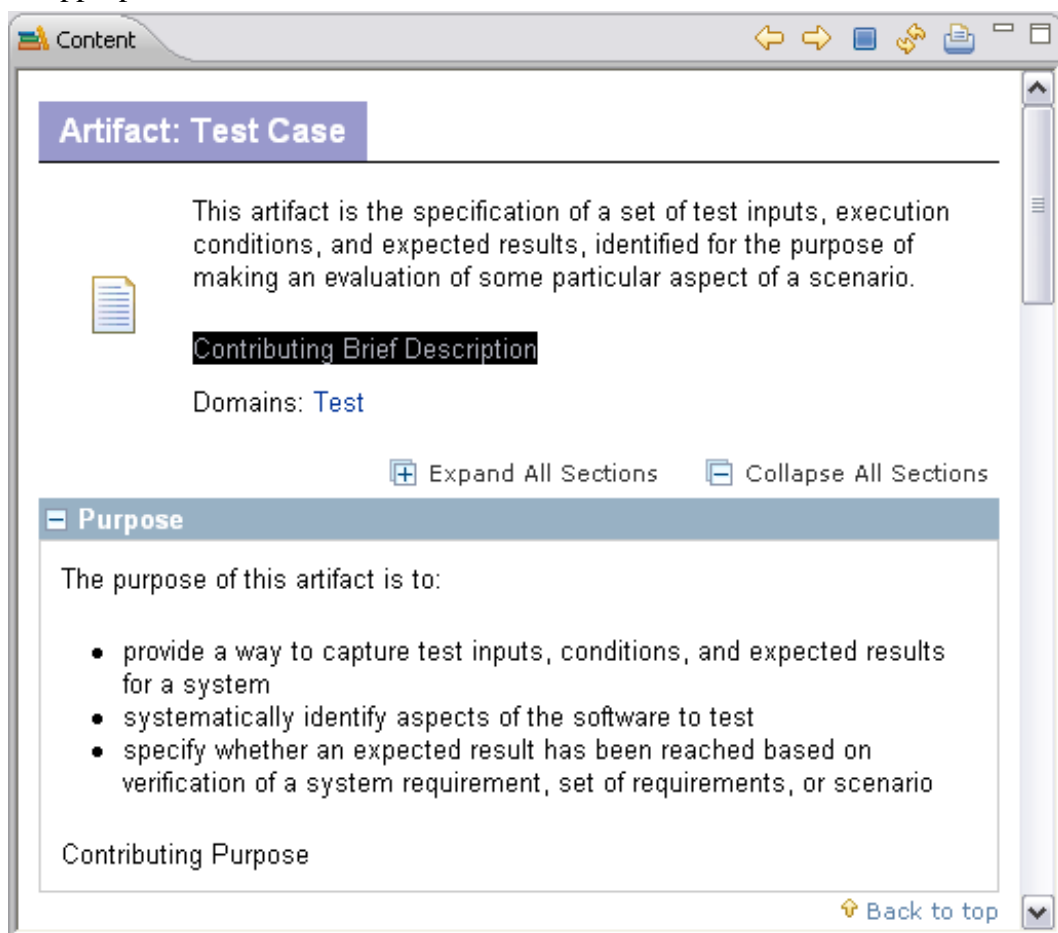 Content
Artifact: Test Case
This artifact is the specification of a set of test inputs, execution
conditions, and expected results, identified for the purpose of
making an evaluation of some particular aspect of a scenario.
Contributing Brief Description
Domains: Test
Expand All Sections Collapse All Sections
Purpose
The purpose of this artifact is to:
• provide a way to capture test inputs, conditions, and expected results
for a system
• systematically identify aspects of the software to test
• specify whether an expected result has been reached based on
verification of a system requirement, set of requirements, or scenario
Contributing Purpose
Back to top